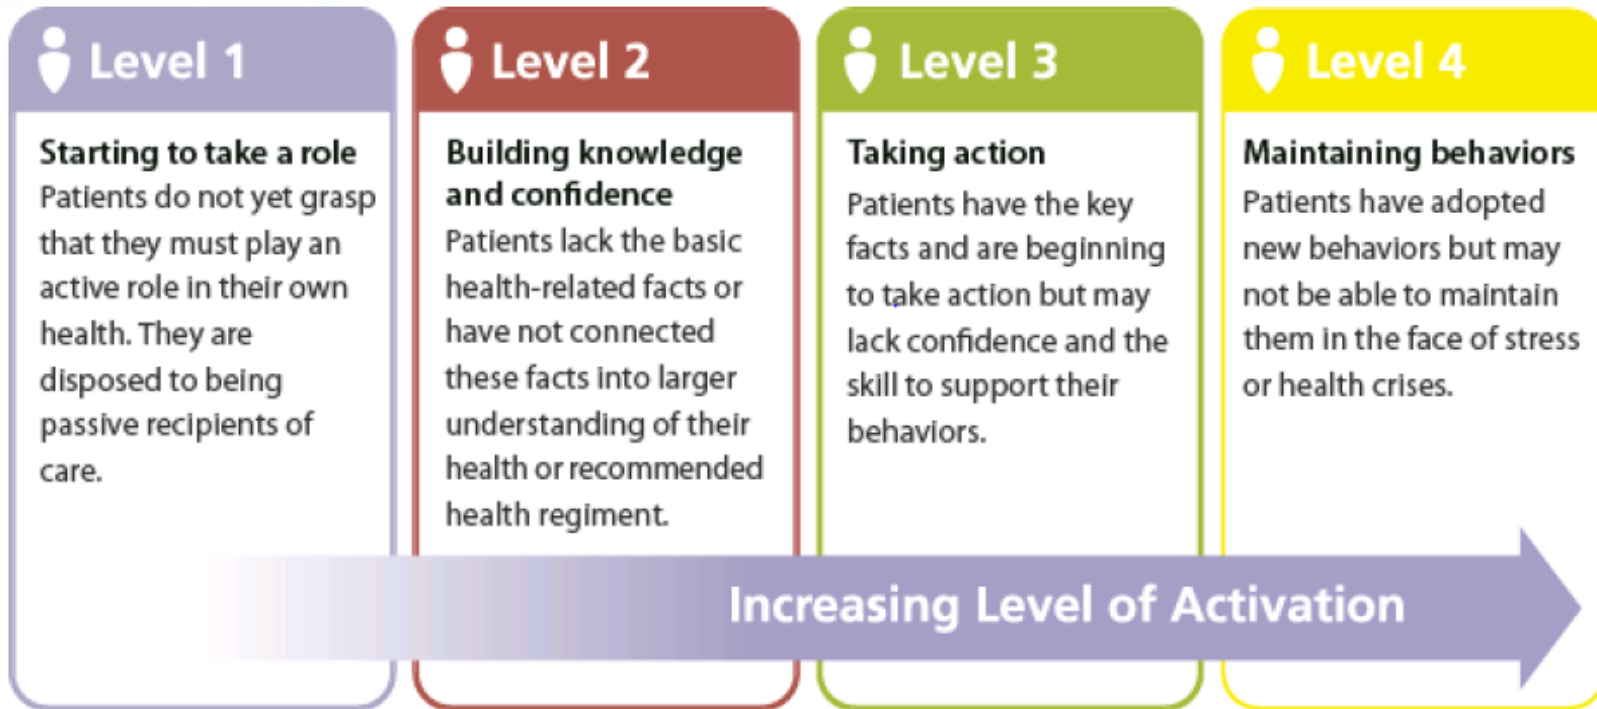 Level 1
Starting to take a role
Patients do not yet grasp
that they must play an
active role in their own
health. They are
disposed to being
passive recipients of
care.
Level 2
Building knowledge
and confidence
Patients lack the basic
health-related facts or
have not connected
these facts into larger
understanding of their
health or recommended
health regiment.
Level 3
Taking action
Patients have the key
facts and are beginning
to take action but may
lack confidence and the
skill to support their
behaviors.
Level 4
Maintaining behaviors
Patients have adopted
new behaviors but may
not be able to maintain
them in the face of stress
or health crises.
Increasing Level of Activation